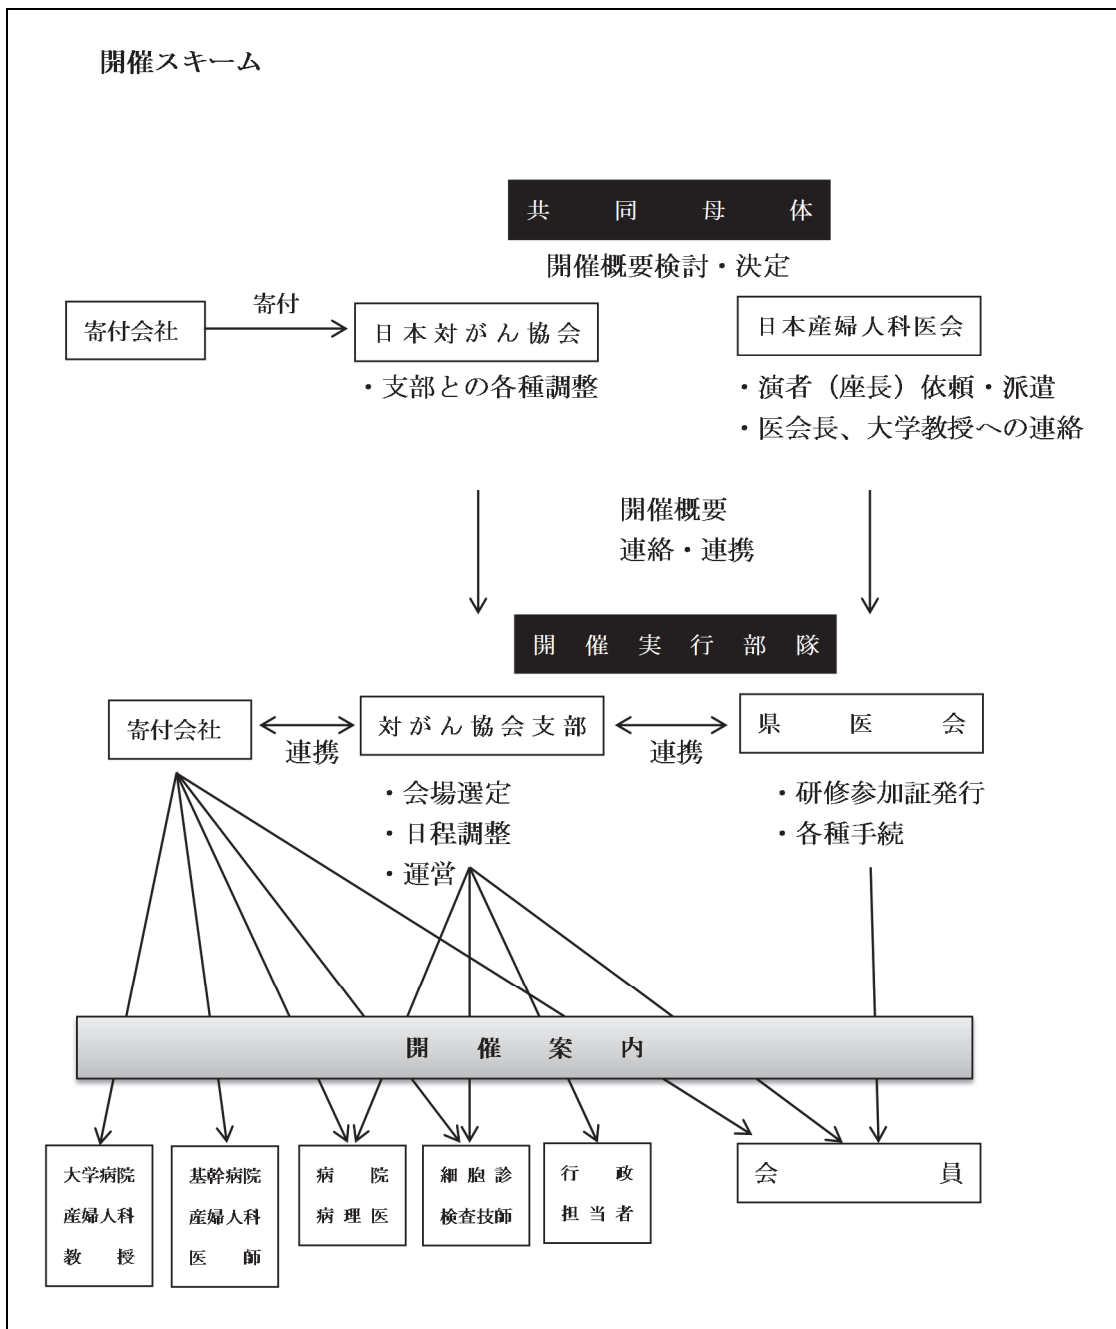 開催スキーム
共同母体
開催概要検討・決定
寄付
寄付会社
日本対がん協会
日本産婦人科医会
・支部との各種調整
・演者（座長）依頼・派遣
・医会長、大学教授への連絡
開催概要
連絡・連携
開催実行部隊
寄付会社
連携
対がん協会支部
連携
県医会
・会場選定
・日程調整
・運営
・研修参加証発行
・各種手続
開催案内
大学病院
産婦人科
教授
基幹病院
産婦人科
医師
病院
病理医
細胞診
検査技師
行政
担当者
会員